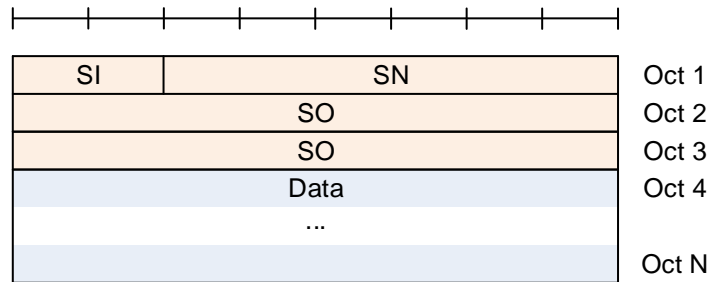 SI SN Oct 1
SO Oct 2
SO Oct 3
Data Oct 4
...
Oct N